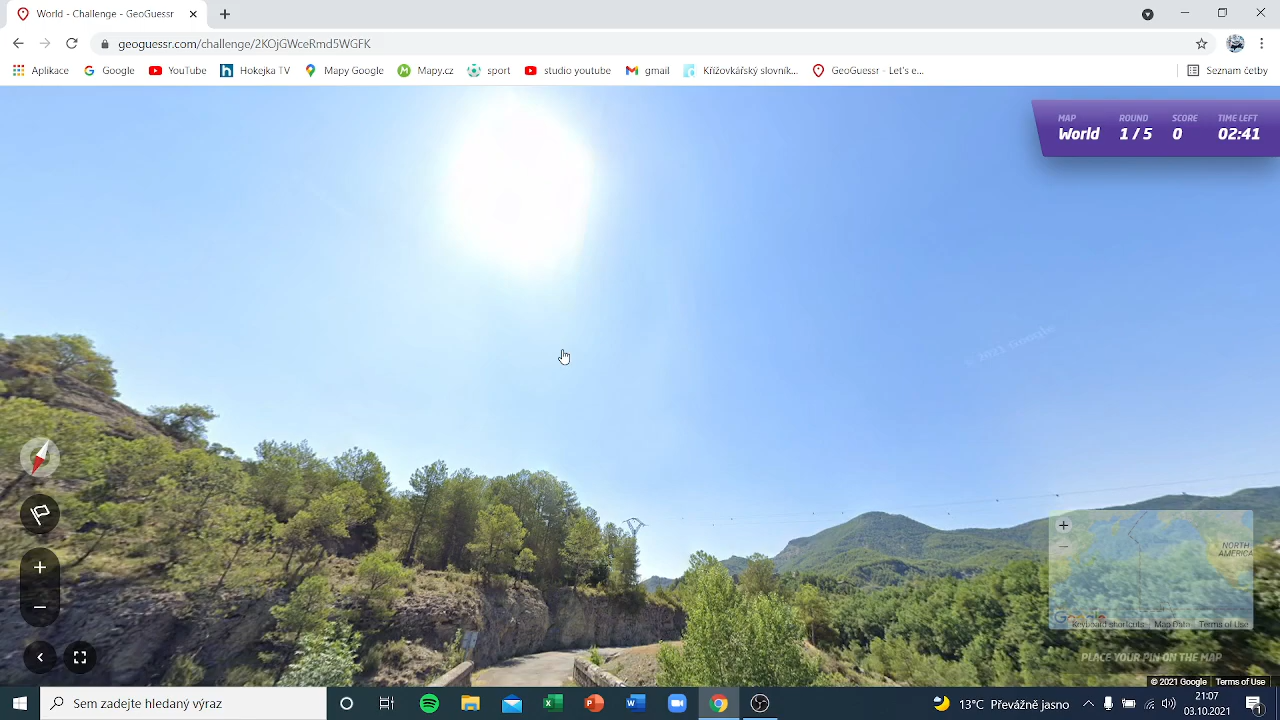 World - Challenge - GeoGuessr
geoguessr.com/challenge/2KOjGWceRmd5WGFK
Aplikace
Google
YouTube
Hokejka TV
Mapy Google
Mapy.cz
sport
studio youtube
gmail
Křížovkářský slovník...
GeoGuessr - Let's e...
Seznam četby
MAP
World
ROUND
1 / 5
SCORE
0
TIME LEFT
02:41
© 2021 Google
NORTH
AMERICA
Google
Keyboard shortcuts
Map Data
Terms of Use
PLACE YOUR PIN ON THE MAP
© 2021 Google
Terms of Use
Sem zadejte hledaný výraz
13°C Převážně jasno
21:07
03.10.2021